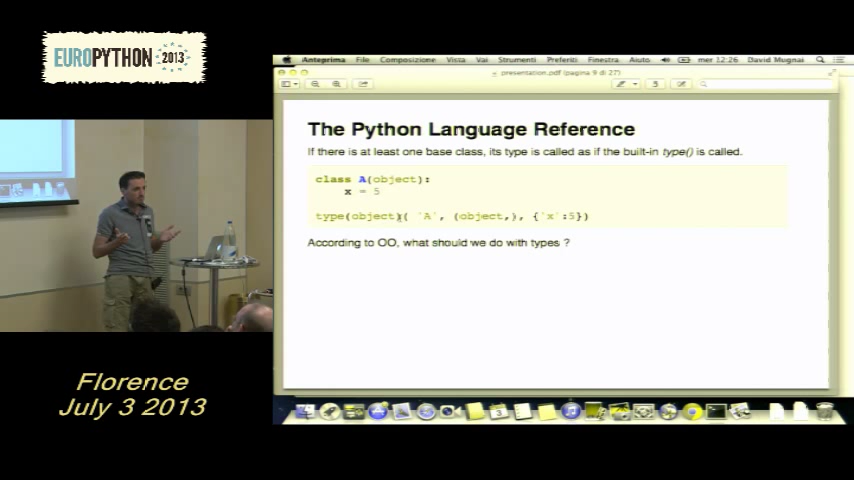 EUROPYTHON 2013
Anteprima File Composizione Vista Vai Strumenti Preferiti Finestra Aiuto mer 12:26 David Mugnai
presentation.pdf (pagina 9 di 27)
The Python Language Reference
If there is at least one base class, its type is called as if the built-in type() is called.
class A(object):
x = 5
type(object)( `A`, (object,), {`x`:5})
According to OO, what should we do with types ?
Florence
July 3 2013